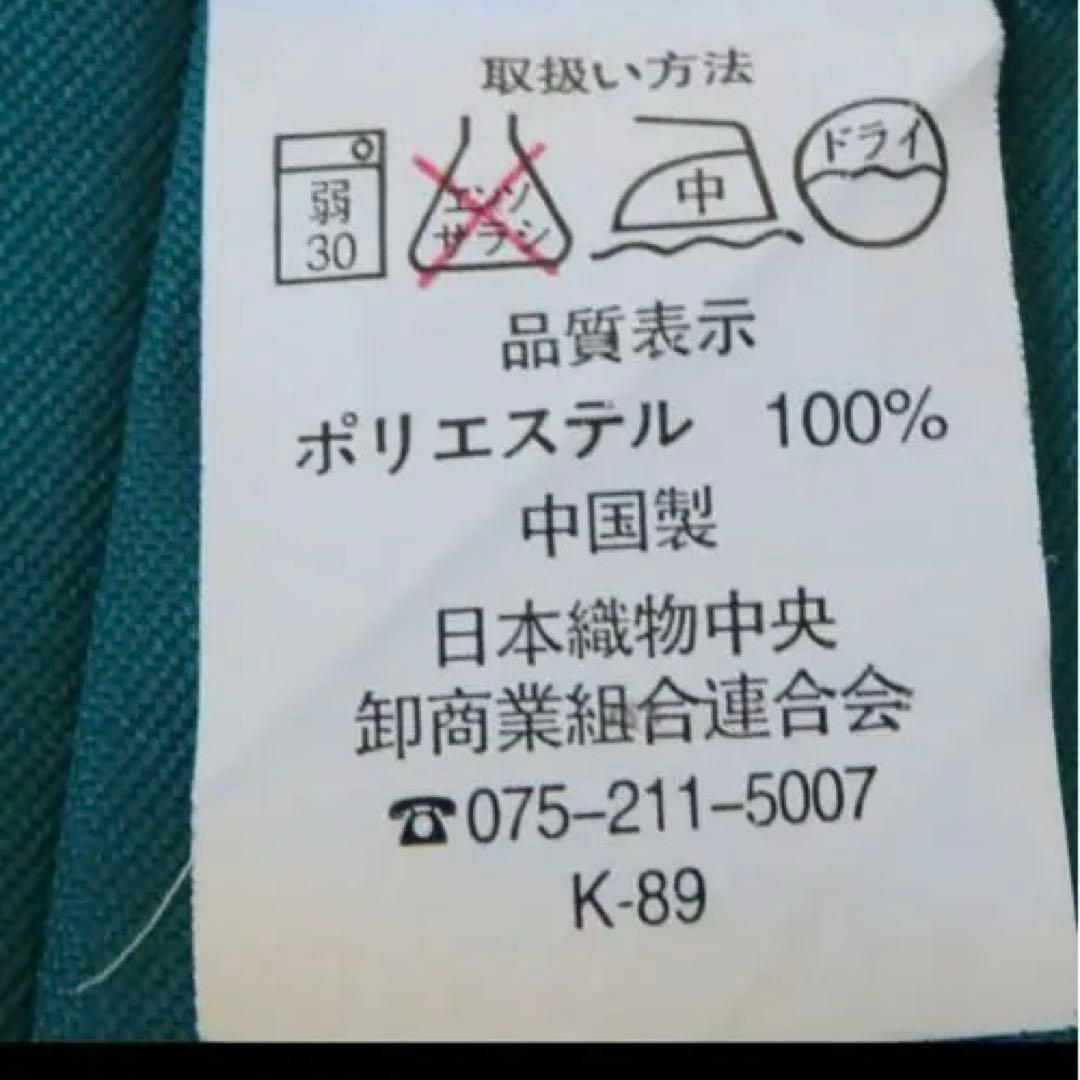 取扱い方法
弱
30
エンソ
サラシ
中
ドライ
品質表示
ポリエステル 100%
中国製
日本織物中央
卸商業組合連合会
☎075-211-5007
K-89